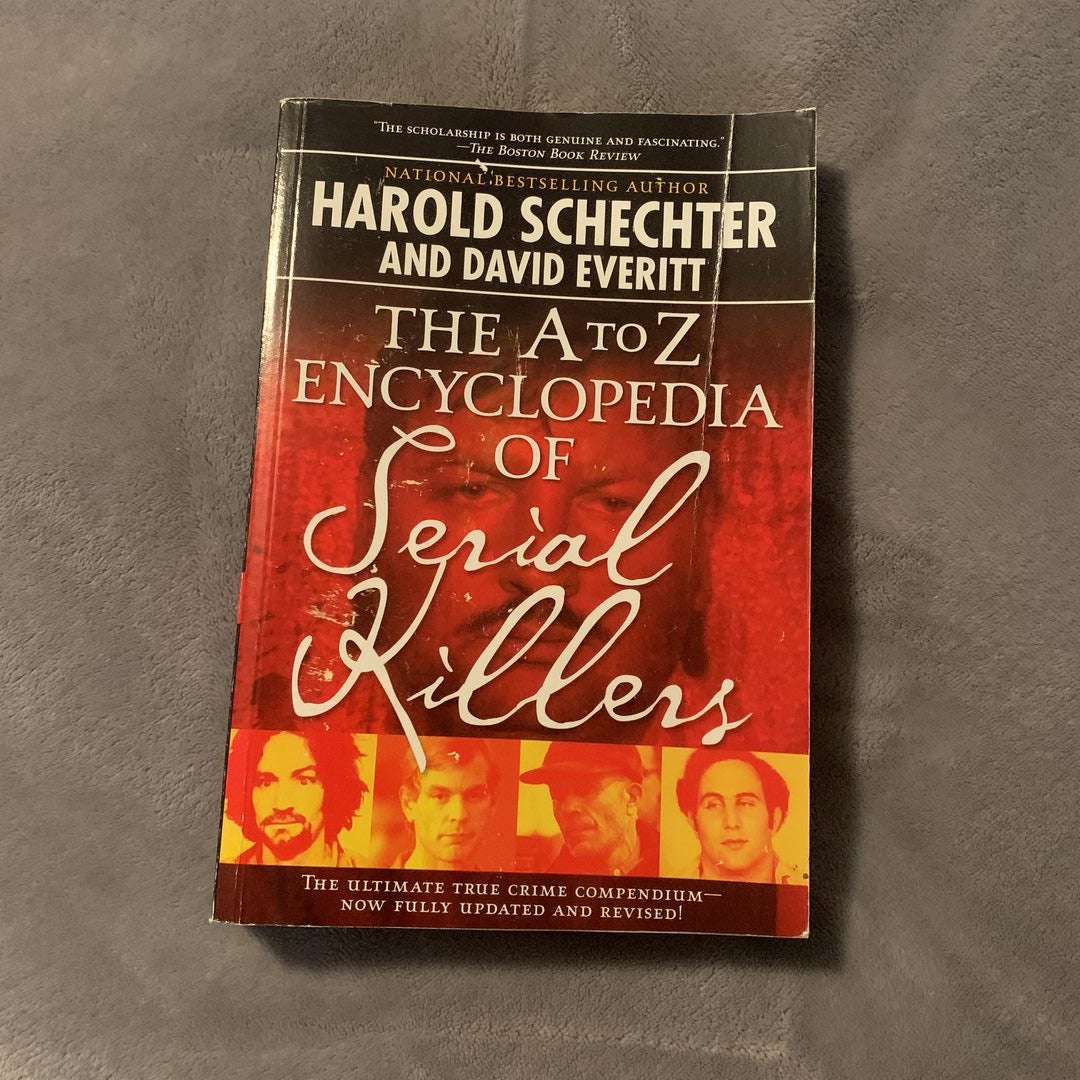 "The scholarship is both genuine and fascinating."
—The Boston Book Review
NATIONAL BESTSELLING AUTHOR
HAROLD SCHECHTER
AND DAVID EVERITT
THE A TO Z
ENCYCLOPEDIA
OF
Serial
Killers
The ultimate true crime compendium—
now fully updated and revised!